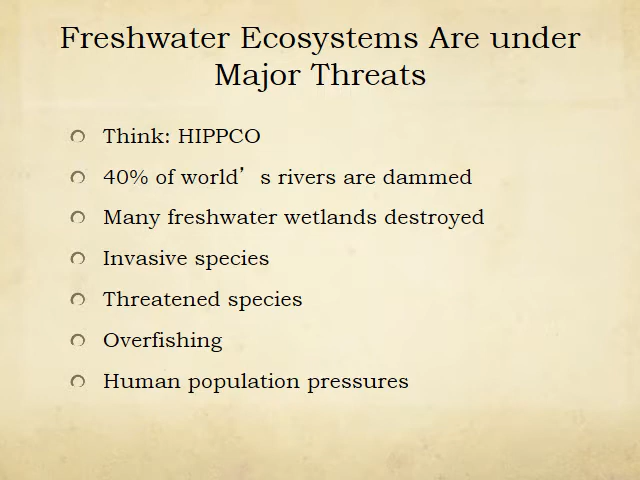 Freshwater Ecosystems Are under
Major Threats
Think: HIPPCO
40% of world’ s rivers are dammed
Many freshwater wetlands destroyed
Invasive species
Threatened species
Overfishing
Human population pressures